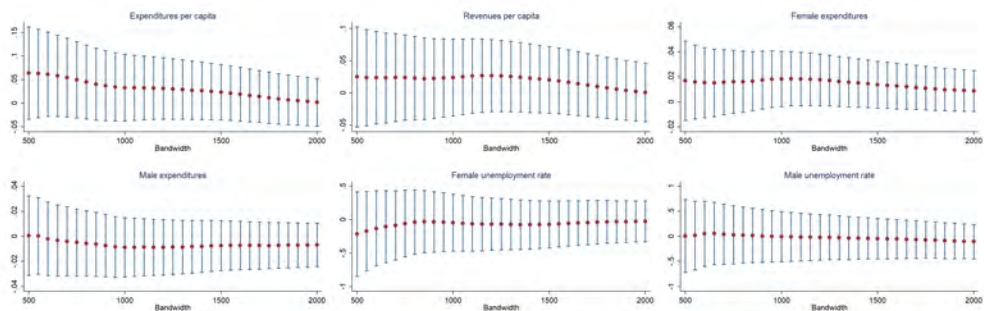 Expenditures per capita
.15
.1
.05
0
-.05
500 1000 1500 2000
Bandwidth
Revenues per capita
.1
.05
0
-.05
500 1000 1500 2000
Bandwidth
Female expenditures
.06
.04
.02
0
-.02
500 1000 1500 2000
Bandwidth
Male expenditures
.04
.02
0
-.02
-.04
500 1000 1500 2000
Bandwidth
Female unemployment rate
.5
0
-.5
-1
500 1000 1500 2000
Bandwidth
Male unemployment rate
1
.5
0
-.5
-1
500 1000 1500 2000
Bandwidth